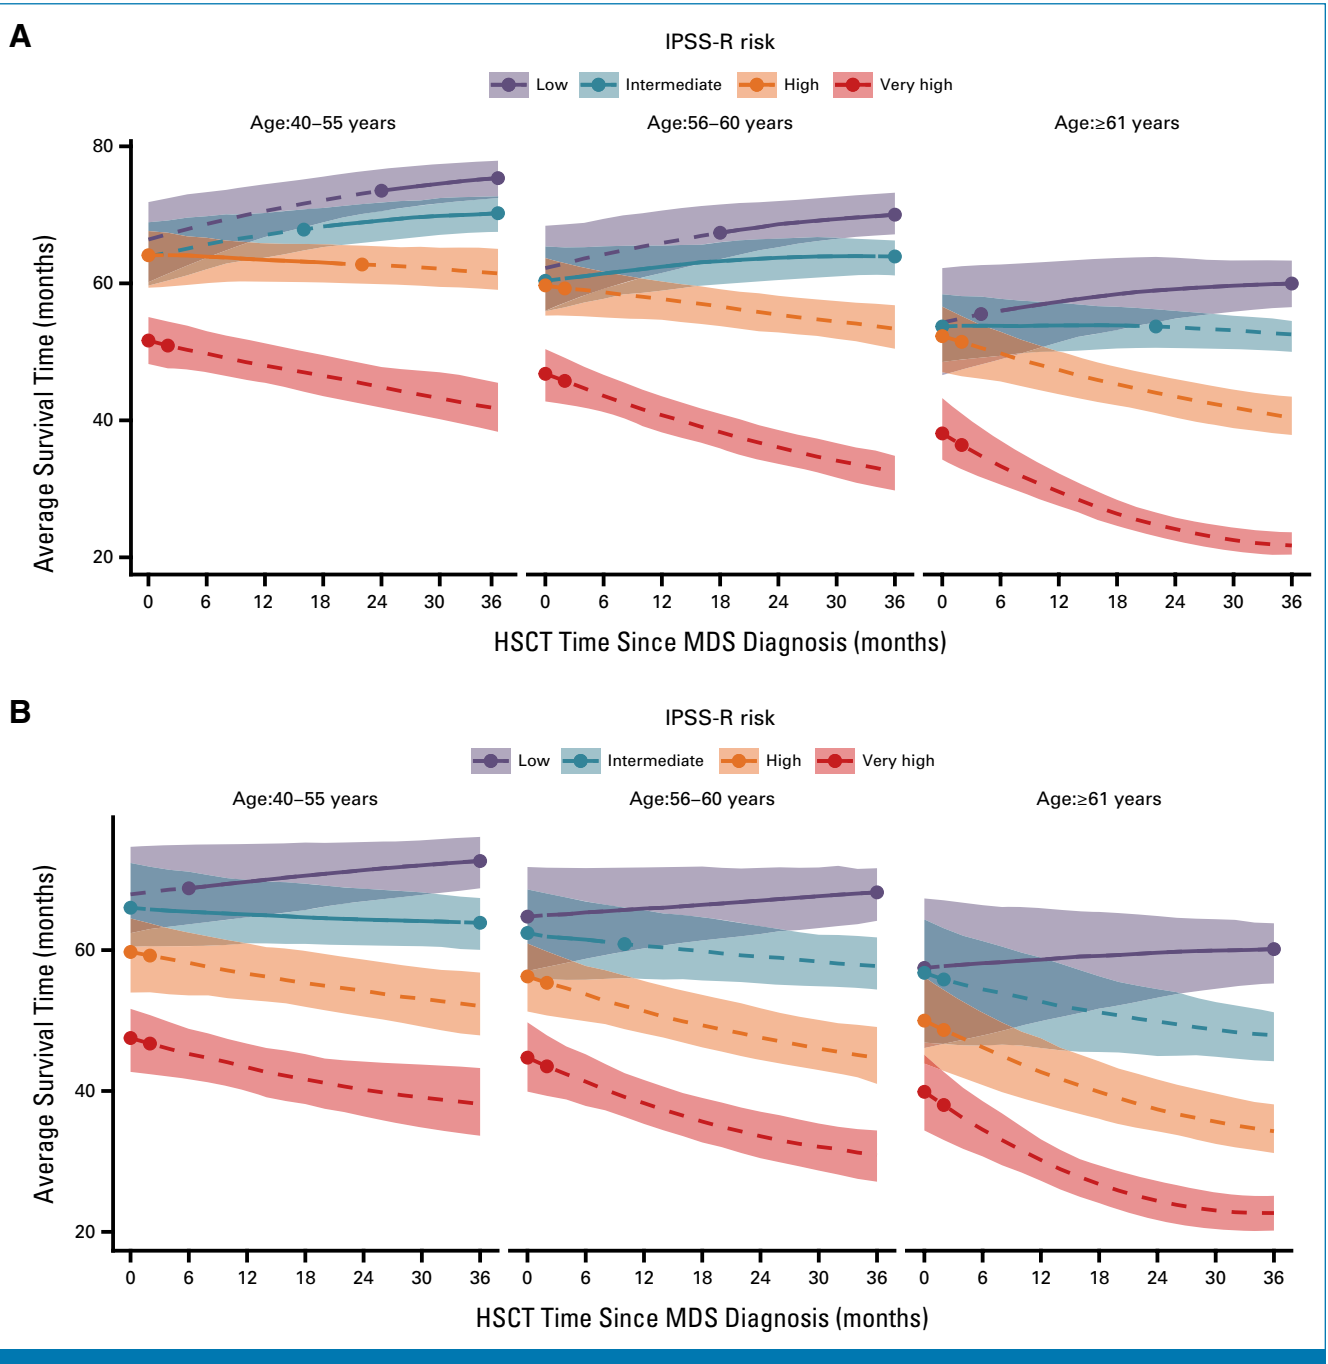 A
IPSS-R risk
Low Intermediate High Very high
Age:40–55 years Age:56–60 years Age:≥61 years
Average Survival Time (months)
80
60
40
20
0 6 12 18 24 30 36 0 6 12 18 24 30 36 0 6 12 18 24 30 36
HSCT Time Since MDS Diagnosis (months)
B
IPSS-R risk
Low Intermediate High Very high
Age:40–55 years Age:56–60 years Age:≥61 years
Average Survival Time (months)
60
40
20
0 6 12 18 24 30 36 0 6 12 18 24 30 36 0 6 12 18 24 30 36
HSCT Time Since MDS Diagnosis (months)